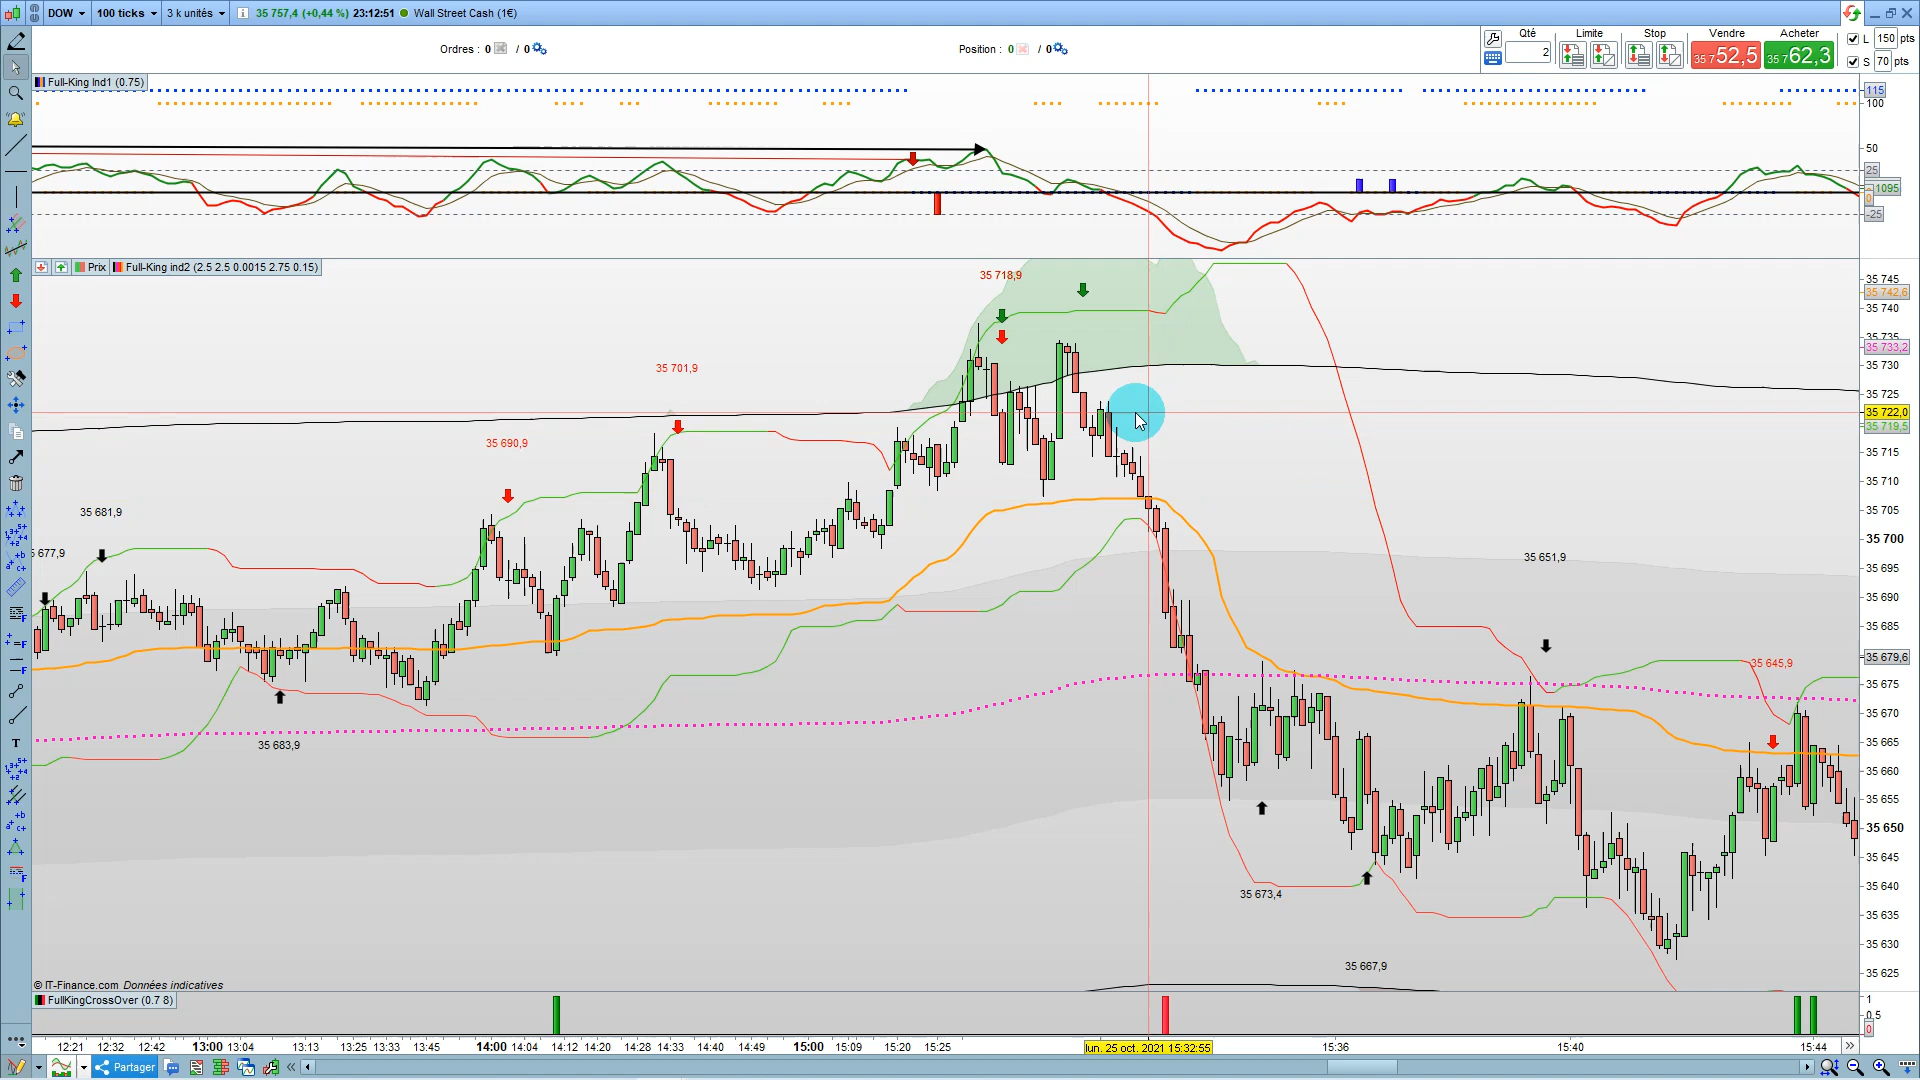 DOW
100 ticks
3 k unités
35 757,4 (+0,44 %) 23:12:51
Wall Street Cash (1€)
Ordres : 0 / 0
Position : 0 / 0
Qté
Limite
Stop
Vendre
Acheter
L 150 pts
2
35 7 52,5
35 7 62,3
S 70 pts
Full-King Ind1 (0.75)
115
100
50
25
1095
0
-25
Prix
Full-King ind2 (2.5 2.5 0.0015 2.75 0.15)
35 718,9
35 701,9
35 690,9
35 681,9
677,9
35 683,9
35 651,9
35 645,9
35 673,4
35 667,9
35 745
35 742,6
35 740
35 735
35 733,2
35 730
35 725
35 722,0
35 719,5
35 715
35 710
35 705
35 700
35 695
35 690
35 685
35 679,6
35 675
35 670
35 665
35 660
35 655
35 650
35 645
35 640
35 635
35 630
35 625
© IT-Finance.com Données indicatives
FullKingCrossOver (0.7 8)
1
0,5
0
12:21 12:32 12:42 13:00 13:04 13:13 13:25 13:33 13:45 14:00 14:04 14:12 14:20 14:28 14:33 14:40 14:49 15:00 15:09 15:20 15:25 lun. 25 oct. 2021 15:32:55 15:36 15:40 15:44
Partager